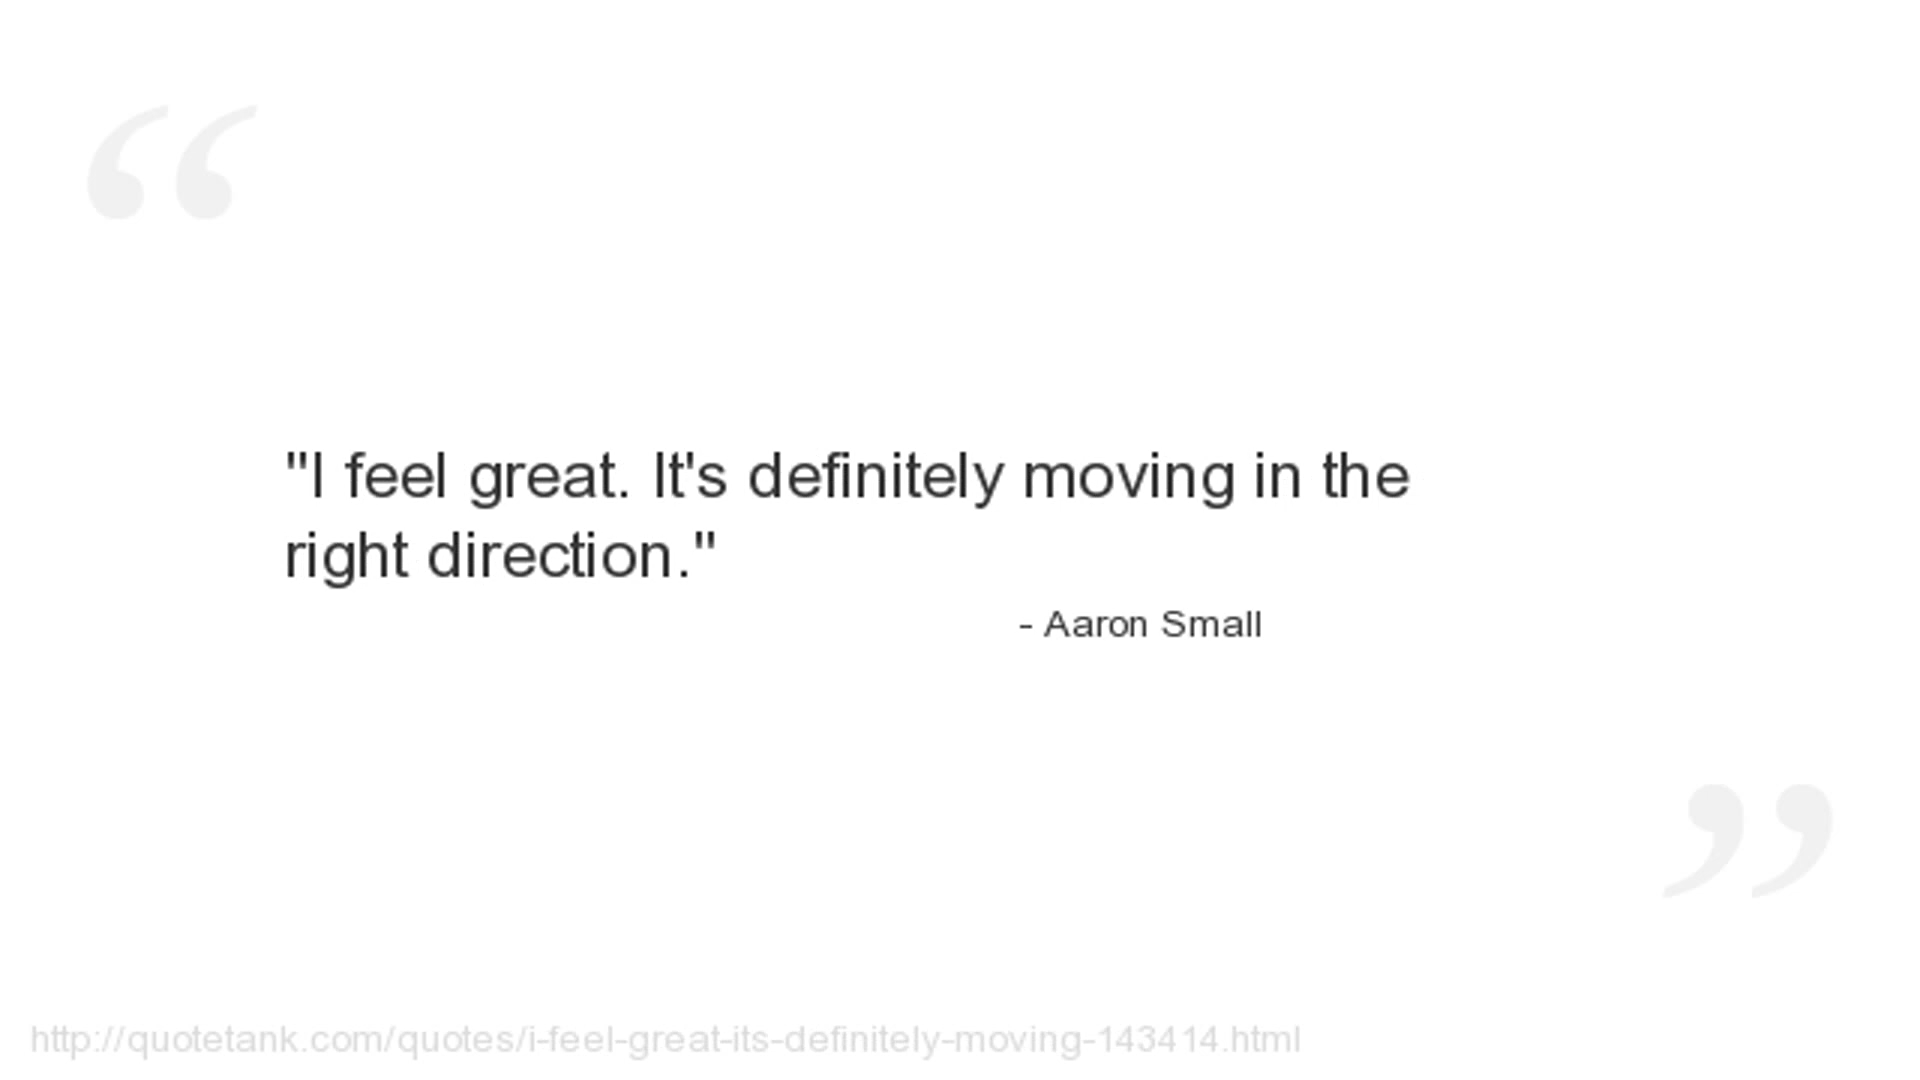 "I feel great. It's definitely moving in the
right direction."
- Aaron Small
http://quotetank.com/quotes/i-feel-great-its-definitely-moving-143414.html